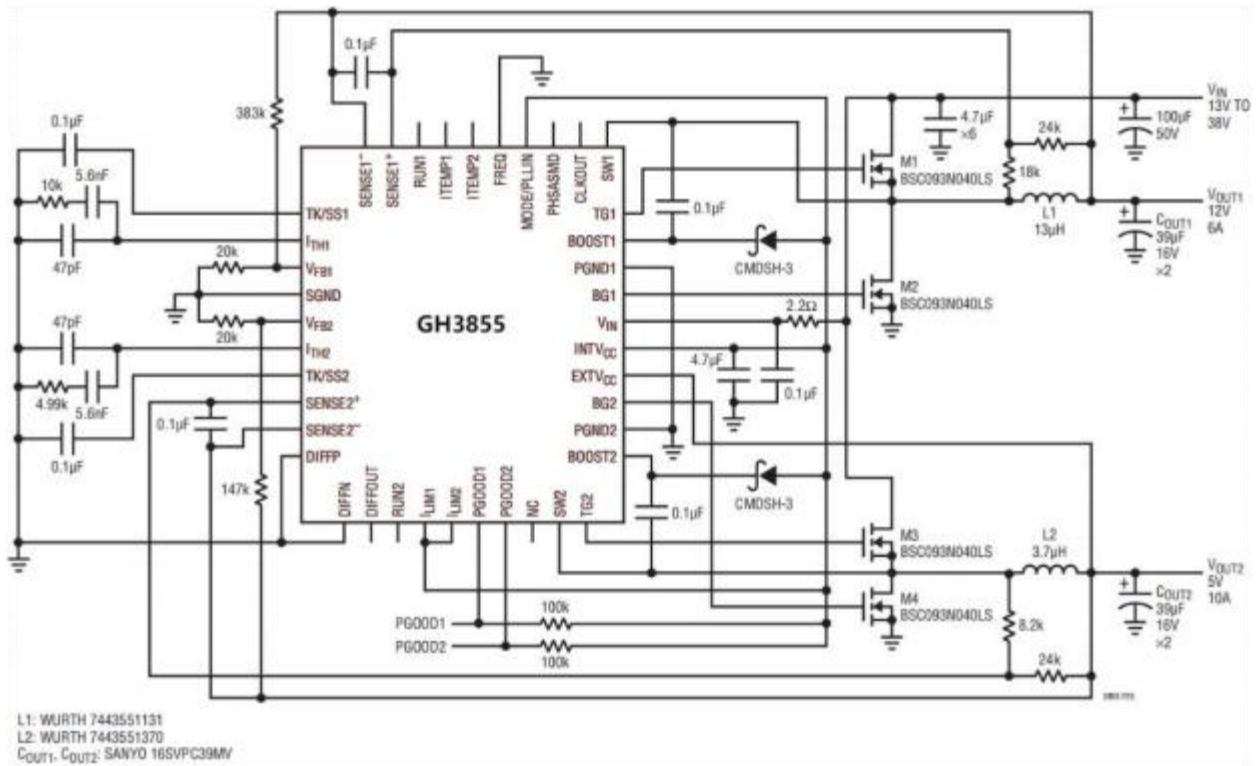 0.1µF
383k
0.1µF
5.6nF
10k
47pF
20k
47pF
20k
4.99k
5.6nF
0.1µF
0.1µF
147k
SENSE1–
SENSE1+
RUN1
ITEMP1
ITEMP2
FREQ
MODE/PLLIN
PHSASMD
CLKOUT
SW1
TK/SS1
ITH1
VFB1
SGND
VFB2
ITH2
TK/SS2
SENSE2+
SENSE2–
DIFFP
GH3855
TG1
BOOST1
PGND1
BG1
VIN
INTVCC
EXTVCC
BG2
PGND2
BOOST2
DIFFN
DIFFOUT
RUN2
ILIM1
ILIM2
PGOOD1
PGOOD2
NC
SW2
TG2
0.1µF
CMDSH-3
2.2Ω
4.7µF
0.1µF
CMDSH-3
0.1µF
4.7µF
×6
M1
BSC093N040LS
M2
BSC093N040LS
18k
24k
L1
13µH
100µF
50V
VIN
13V TO
38V
VOUT1
12V
6A
COUT1
39µF
16V
×2
M3
BSC093N040LS
M4
BSC093N040LS
L2
3.7µH
8.2k
24k
VOUT2
5V
10A
COUT2
39µF
16V
×2
PGOOD1
100k
PGOOD2
100k
L1: WURTH 7443551131
L2: WURTH 7443551370
COUT1, COUT2: SANYO 16SVPC39MV